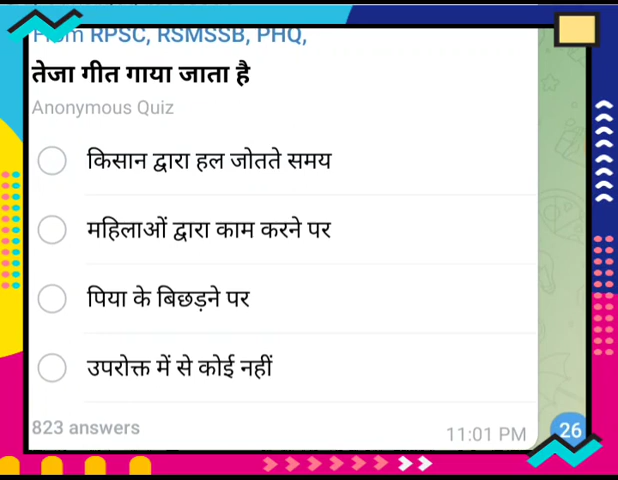 From RPSC, RSMSSB, PHQ,
तेजा गीत गाया जाता है
Anonymous Quiz
किसान द्वारा हल जोतते समय
महिलाओं द्वारा काम करने पर
पिया के बिछड़ने पर
उपरोक्त में से कोई नहीं
823 answers
11:01 PM
26